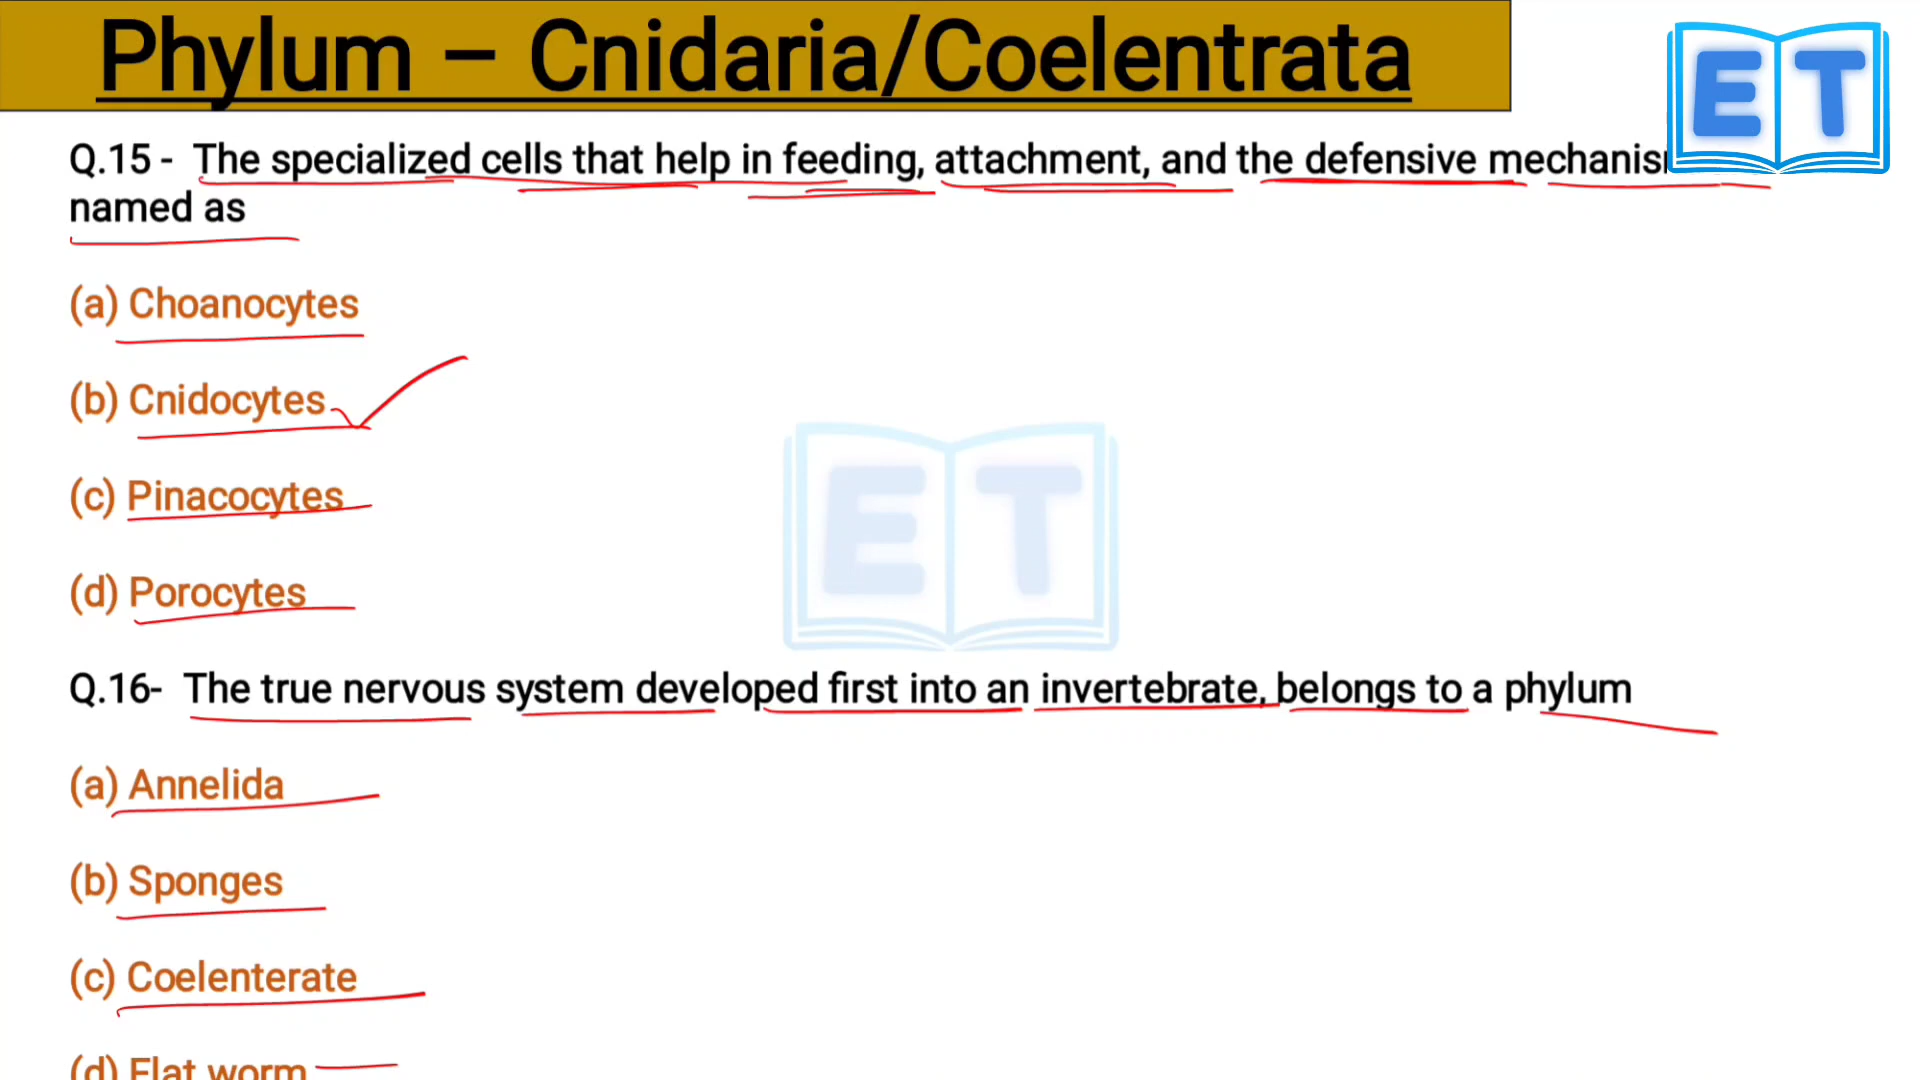 Phylum – Cnidaria/Coelentrata
ET
Q.15 - The specialized cells that help in feeding, attachment, and the defensive
named as
(a) Choanocytes
(b) Cnidocytes
(c) Pinacocytes
(d) Porocytes
ET
Q.16- The true nervous system developed first into an invertebrate, belongs to a phylum
(a) Annelida
(b) Sponges
(c) Coelenterate
(d) Flat worm